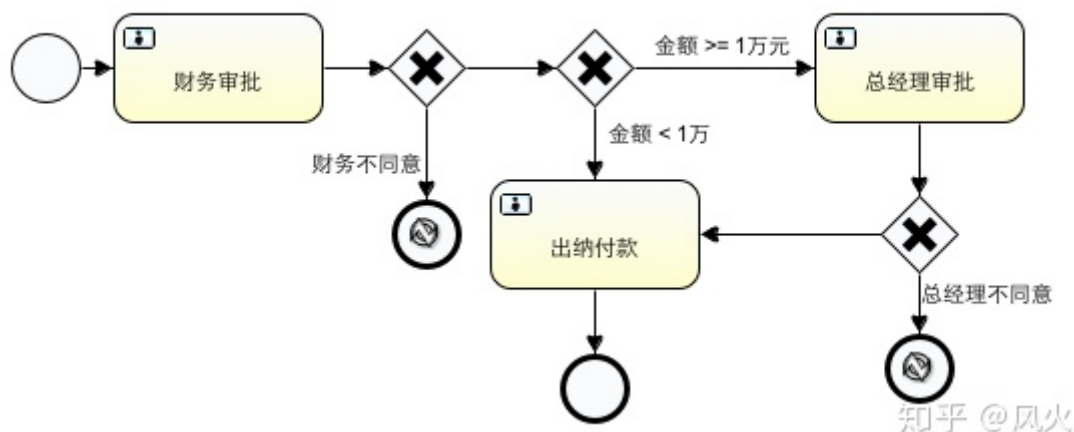 金额 >= 1万元
财务审批
总经理审批
金额 < 1万
财务不同意
出纳付款
总经理不同意
知乎 @风火